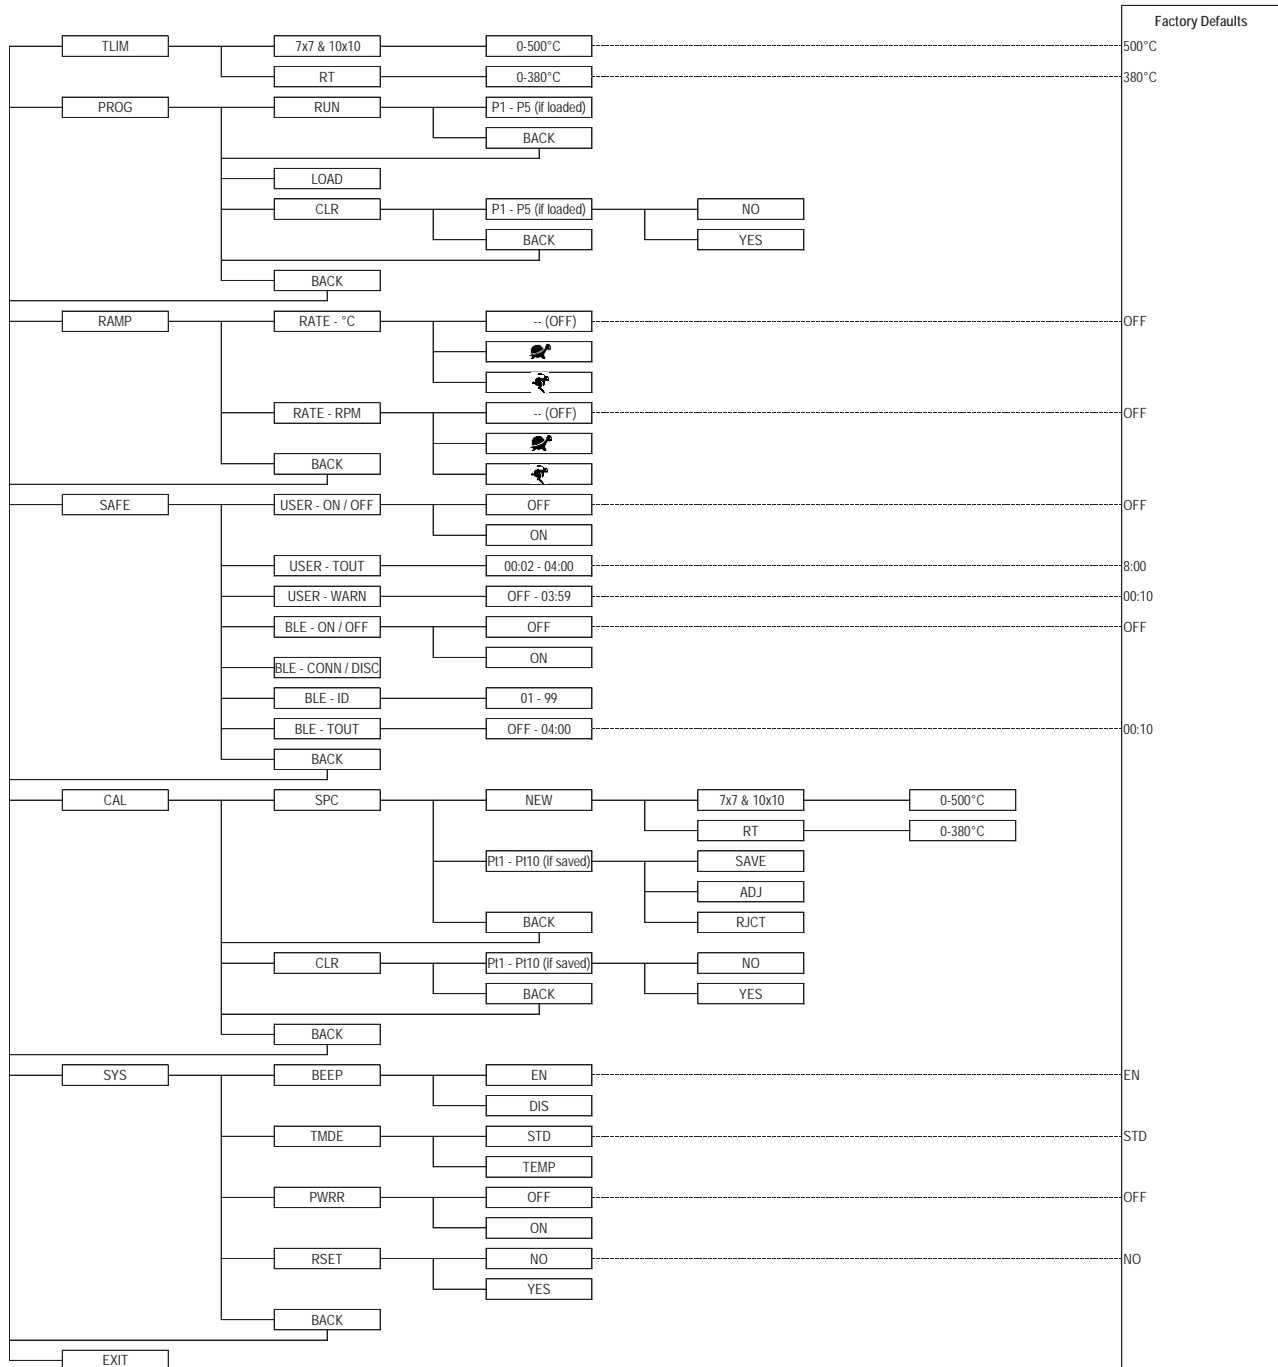 Factory Defaults
TLIM 7x7 & 10x10 0-500°C 500°C
RT 0-380°C 380°C
PROG RUN P1 - P5 (if loaded)
BACK
LOAD
CLR P1 - P5 (if loaded) NO
BACK YES
BACK
RAMP RATE - °C -- (OFF) OFF
RATE - RPM -- (OFF) OFF
BACK
SAFE USER - ON / OFF OFF OFF
ON
USER - TOUT 00:02 - 04:00 8:00
USER - WARN OFF - 03:59 00:10
BLE - ON / OFF OFF OFF
ON
BLE - CONN / DISC
BLE - ID 01 - 99
BLE - TOUT OFF - 04:00 00:10
BACK
CAL SPC NEW 7x7 & 10x10 0-500°C
RT 0-380°C
Pt1 - Pt10 (if saved) SAVE
ADJ
BACK RJCT
CLR Pt1 - Pt10 (if saved) NO
BACK YES
BACK
SYS BEEP EN EN
DIS
TMDE STD STD
TEMP
PWRR OFF OFF
ON
RSET NO NO
YES
BACK
EXIT